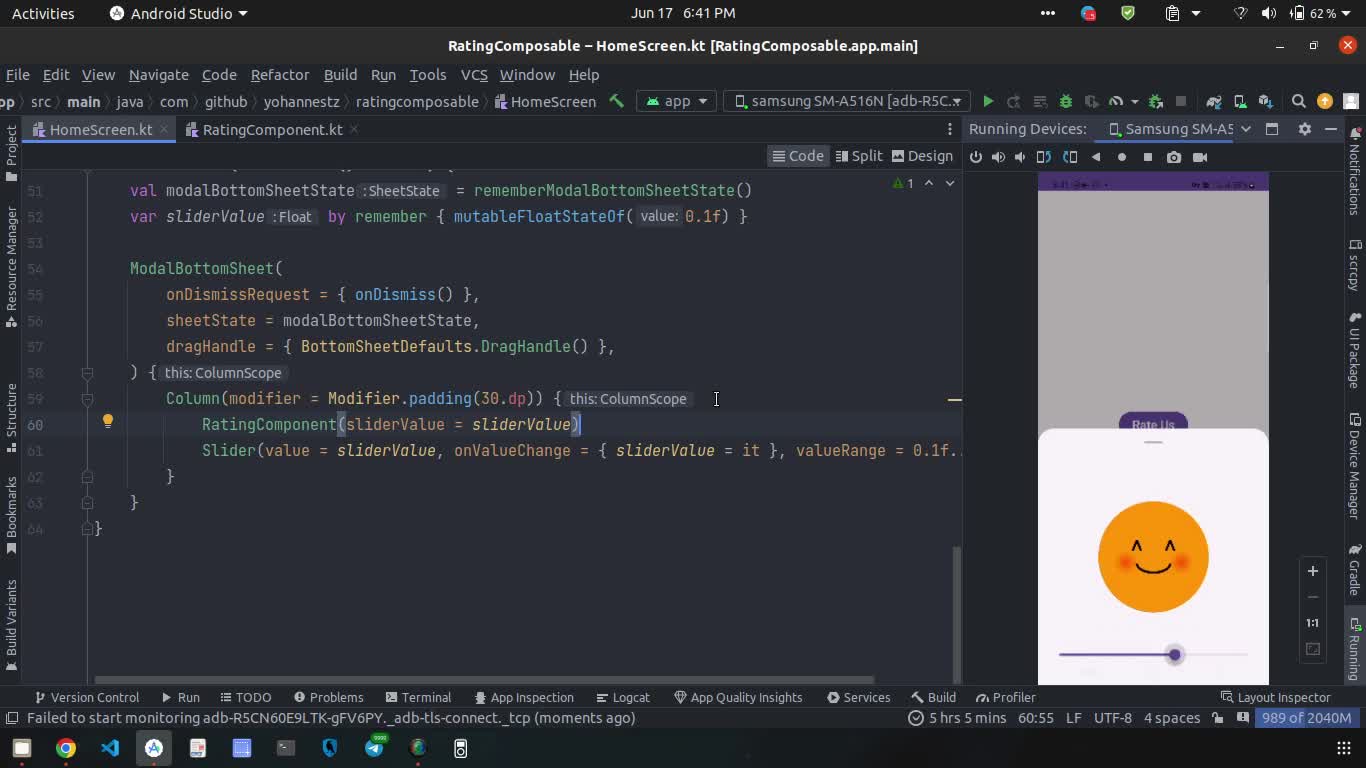 Activities Android Studio Jun 17 6:41 PM 62 %
RatingComposable – HomeScreen.kt [RatingComposable.app.main]
File Edit View Navigate Code Refactor Build Run Tools VCS Window Help
pp src main java com github yohannestz ratingcomposable HomeScreen app samsung SM-A516N [adb-R5C...
HomeScreen.kt RatingComponent.kt Running Devices: Samsung SM-A5
Code Split Design
51 val modalBottomSheetState : SheetState = rememberModalBottomSheetState() 1
52 var sliderValue : Float by remember { mutableFloatStateOf( value: 0.1f) }
53
54 ModalBottomSheet(
55 onDismissRequest = { onDismiss() },
56 sheetState = modalBottomSheetState,
57 dragHandle = { BottomSheetDefaults.DragHandle() },
58 ) { this: ColumnScope
59 Column(modifier = Modifier.padding(30.dp)) { this: ColumnScope
60 RatingComponent(sliderValue = sliderValue)
61 Slider(value = sliderValue, onValueChange = { sliderValue = it }, valueRange = 0.1f..
62 }
63 }
64 }
Project
Resource Manager
Structure
Bookmarks
Build Variants
Rate Us
1:1
Notifications
scrcpy
UI Package
Device Manager
Gradle
Running
Version Control Run TODO Problems Terminal App Inspection Logcat App Quality Insights Services Build Profiler Layout Inspector
Failed to start monitoring adb-R5CN60E9LTK-gFV6PY._adb-tls-connect._tcp (moments ago) 5 hrs 5 mins 60:55 LF UTF-8 4 spaces 989 of 2040M
9999